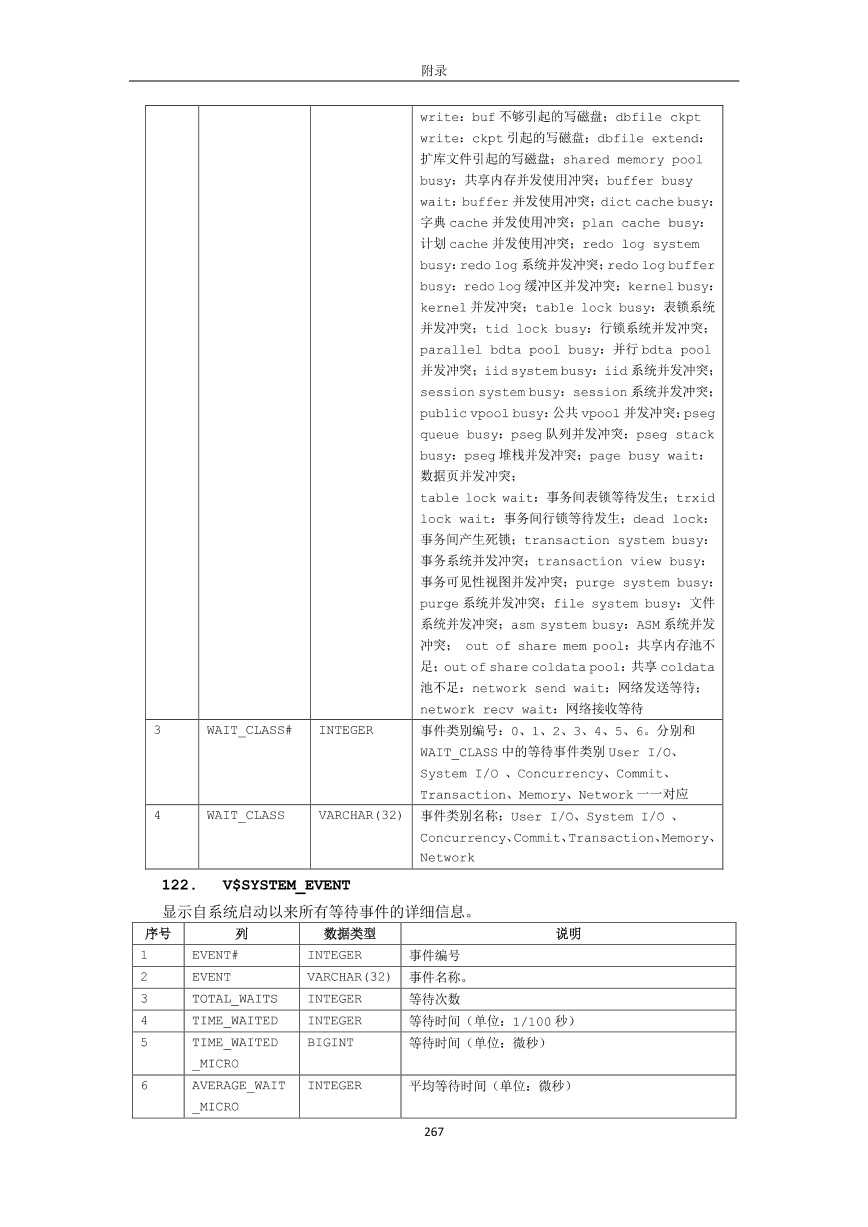 附录
write：buf 不够引起的写磁盘；dbfile ckpt
write：ckpt 引起的写磁盘；dbfile extend：
扩库文件引起的写磁盘；shared memory pool
busy：共享内存并发使用冲突；buffer busy
wait：buffer 并发使用冲突；dict cache busy：
字典 cache 并发使用冲突；plan cache busy：
计划 cache 并发使用冲突；redo log system
busy：redo log 系统并发冲突；redo log buffer
busy：redo log 缓冲区并发冲突；kernel busy：
kernel 并发冲突；table lock busy：表锁系统
并发冲突；tid lock busy：行锁系统并发冲突；
parallel bdta pool busy：并行 bdta pool
并发冲突；iid system busy：iid 系统并发冲突；
session system busy：session 系统并发冲突；
public vpool busy：公共 vpool 并发冲突；pseg
queue busy：pseg 队列并发冲突；pseg stack
busy：pseg 堆栈并发冲突；page busy wait：
数据页并发冲突；
table lock wait：事务间表锁等待发生；trxid
lock wait：事务间行锁等待发生；dead lock：
事务间产生死锁；transaction system busy：
事务系统并发冲突；transaction view busy：
事务可见性视图并发冲突；purge system busy：
purge 系统并发冲突；file system busy：文件
系统并发冲突；asm system busy：ASM 系统并发
冲突； out of share mem pool：共享内存池不
足；out of share coldata pool：共享 coldata
池不足；network send wait：网络发送等待；
network recv wait：网络接收等待
3 WAIT_CLASS# INTEGER 事件类别编号：0、1、2、3、4、5、6。分别和
WAIT_CLASS 中的等待事件类别 User I/O、
System I/O 、Concurrency、Commit、
Transaction、Memory、Network 一一对应
4 WAIT_CLASS VARCHAR(32) 事件类别名称：User I/O、System I/O 、
Concurrency、Commit、Transaction、Memory、
Network
122. V$SYSTEM_EVENT
显示自系统启动以来所有等待事件的详细信息。
序号 列 数据类型 说明
1 EVENT# INTEGER 事件编号
2 EVENT VARCHAR(32) 事件名称。
3 TOTAL_WAITS INTEGER 等待次数
4 TIME_WAITED INTEGER 等待时间（单位：1/100 秒）
5 TIME_WAITED BIGINT 等待时间（单位：微秒）
_MICRO
6 AVERAGE_WAIT INTEGER 平均等待时间（单位：微秒）
_MICRO
267